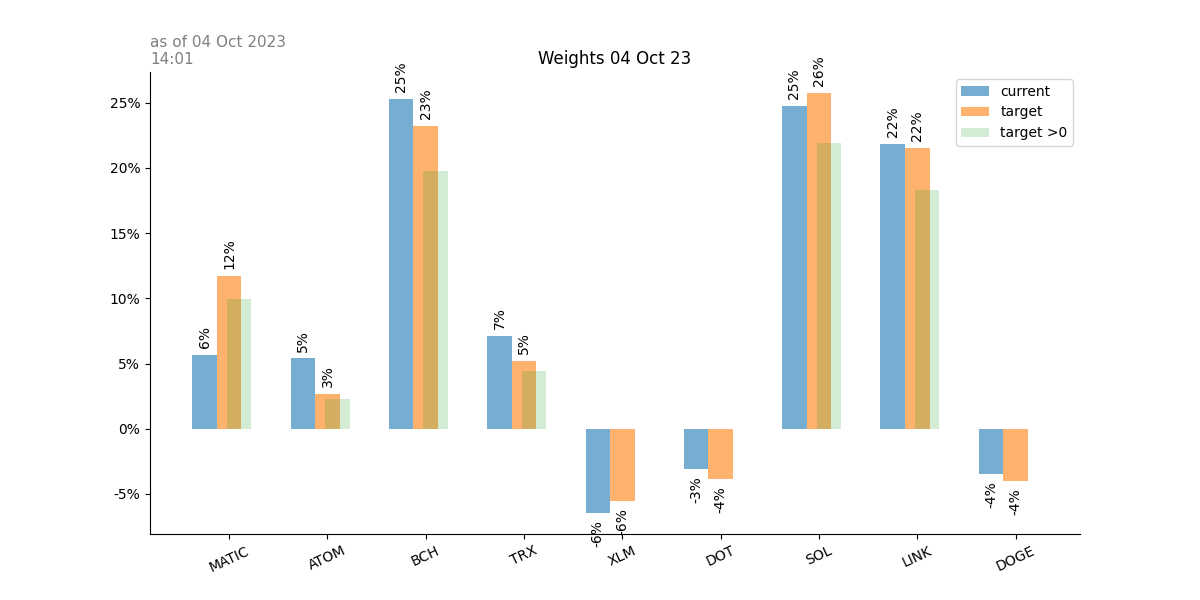 as of 04 Oct 2023
14:01
Weights 04 Oct 23
current
target
target >0
25%
20%
15%
10%
5%
0%
-5%
6%
12%
5%
3%
25%
23%
7%
5%
-6%
-6%
-3%
-4%
25%
26%
22%
22%
-4%
-4%
MATIC
ATOM
BCH
TRX
XLM
DOT
SOL
LINK
DOGE